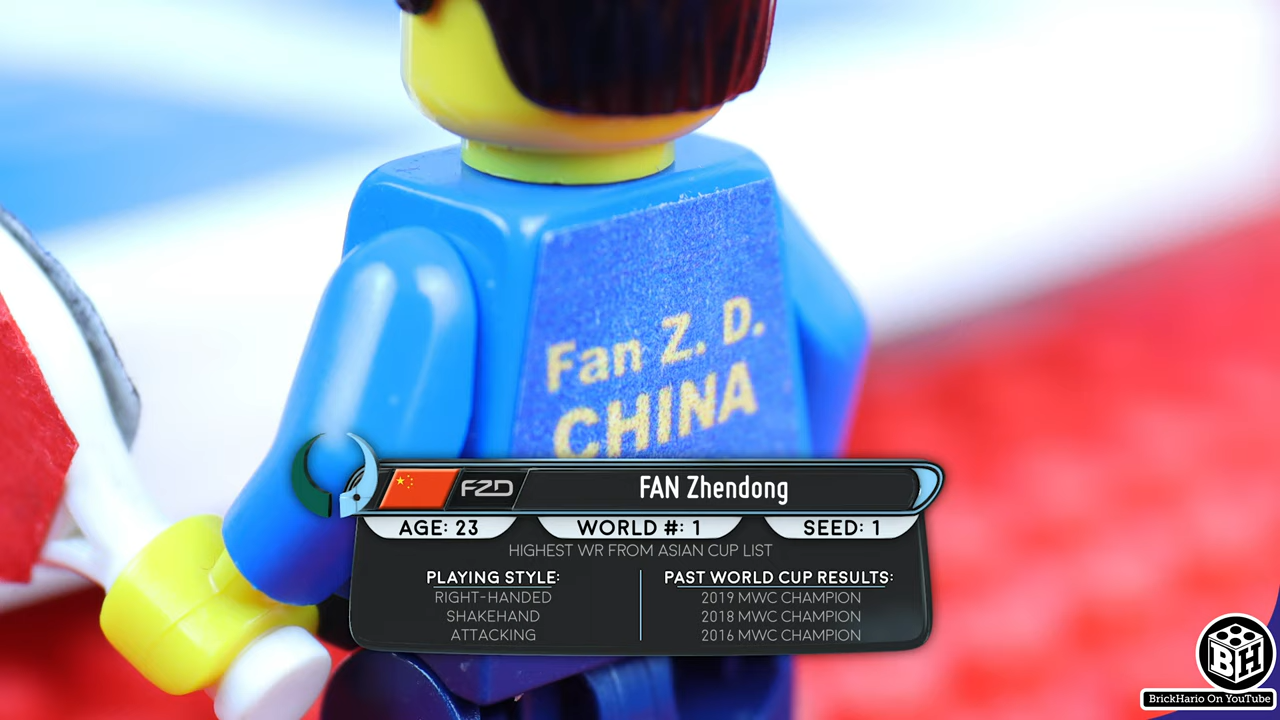 Fan Z. D.
CHINA
FZD
FAN Zhendong
AGE: 23
WORLD #: 1
SEED: 1
HIGHEST WR FROM ASIAN CUP LIST
PLAYING STYLE:
RIGHT-HANDED
SHAKEHAND
ATTACKING
PAST WORLD CUP RESULTS:
2019 MWC CHAMPION
2018 MWC CHAMPION
2016 MWC CHAMPION
BH
BrickHario On YouTube